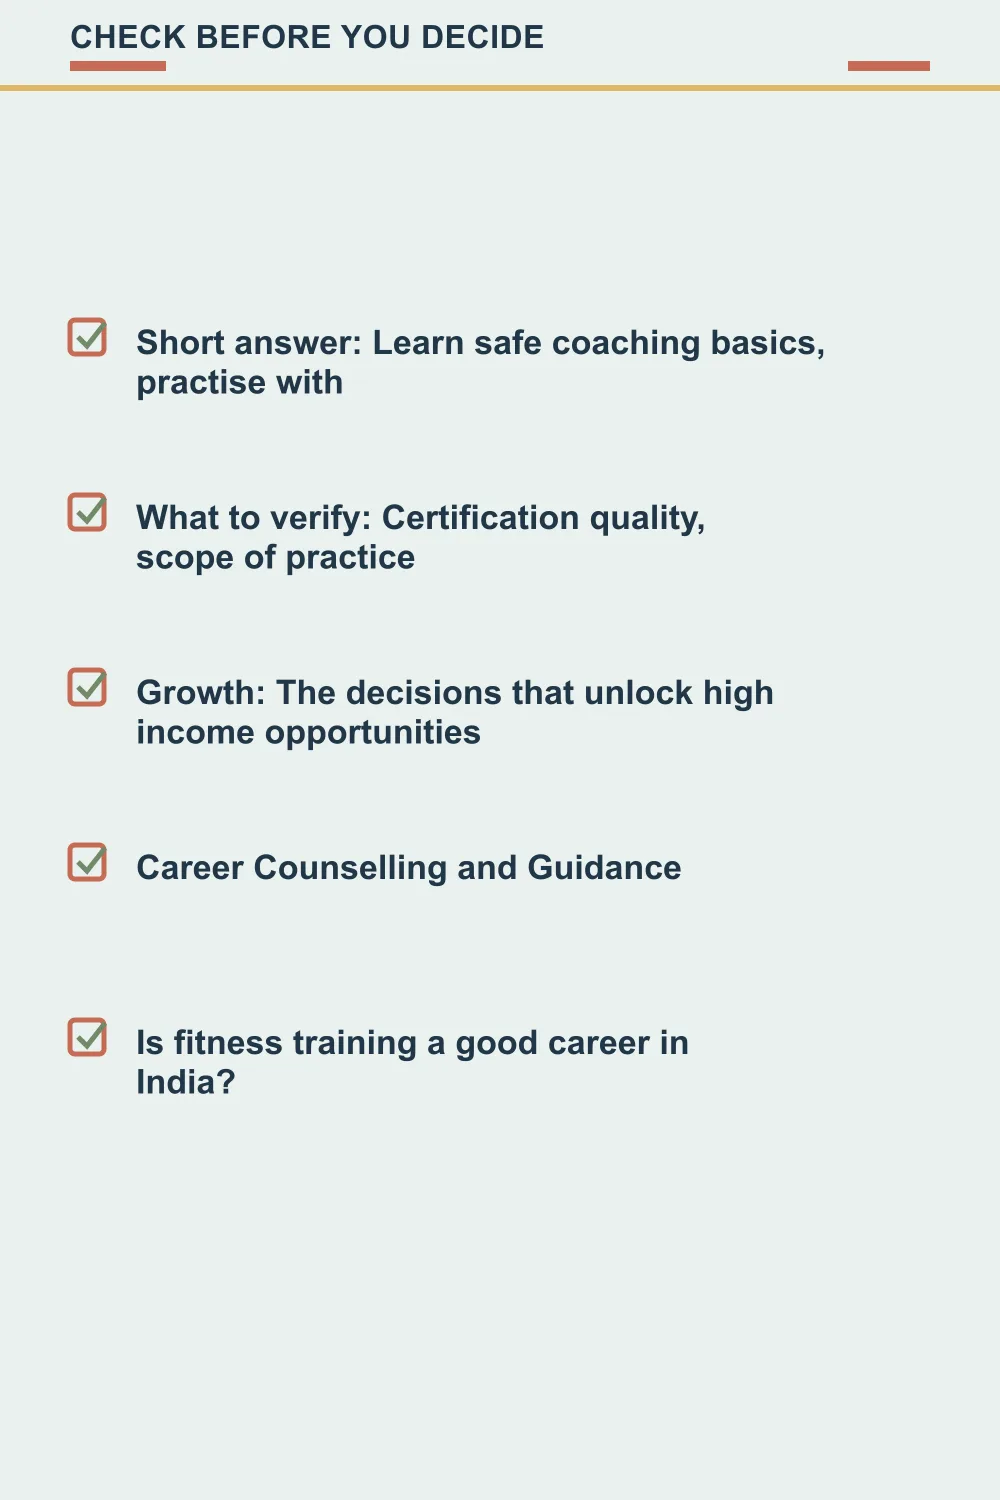 CHECK BEFORE YOU DECIDE
Short answer: Learn safe coaching basics,
practise with
What to verify: Certification quality,
scope of practice
Growth: The decisions that unlock high
income opportunities
Career Counselling and Guidance
Is fitness training a good career in
India?